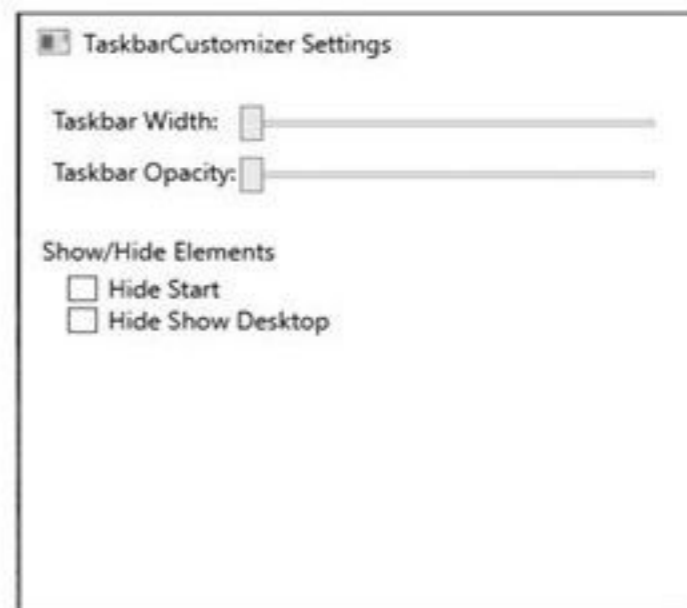 TaskbarCustomizer Settings
Taskbar Width:
Taskbar Opacity:
Show/Hide Elements
Hide Start
Hide Show Desktop